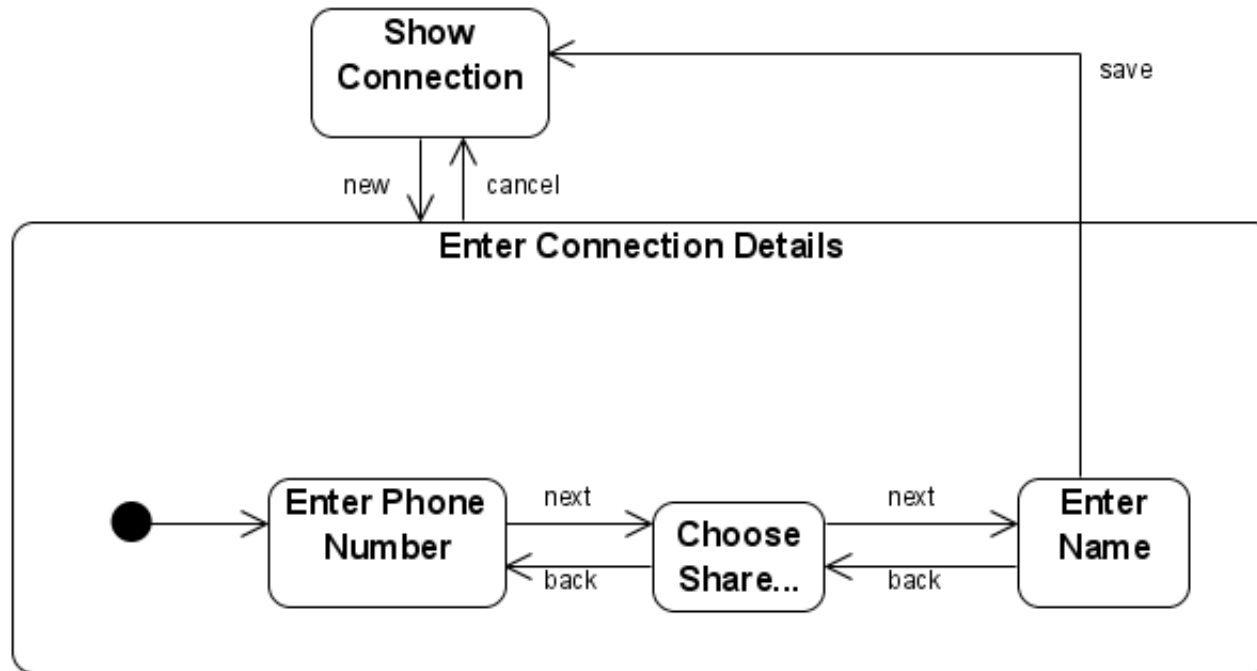 Show
Connection
save
new
cancel
Enter Connection Details
Enter Phone
Number
next
back
Choose
Share...
next
back
Enter
Name